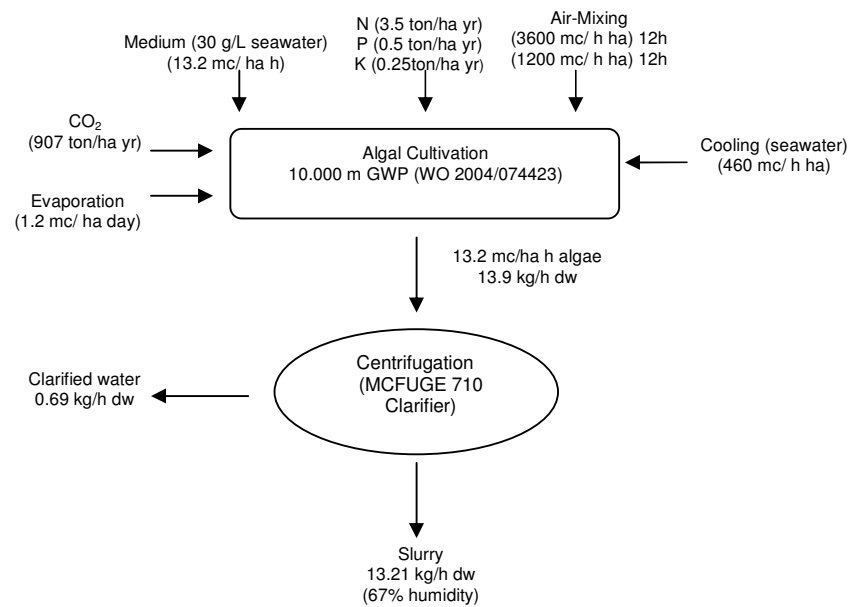 Medium (30 g/L seawater)
(13.2 mc/ ha h)
N (3.5 ton/ha yr)
P (0.5 ton/ha yr)
K (0.25ton/ha yr)
Air-Mixing
(3600 mc/ h ha) 12h
(1200 mc/ h ha) 12h
CO₂
(907 ton/ha yr)
Algal Cultivation
10.000 m GWP (WO 2004/074423)
Cooling (seawater)
(460 mc/ h ha)
Evaporation
(1.2 mc/ ha day)
13.2 mc/ha h algae
13.9 kg/h dw
Centrifugation
(MCFUGE 710
Clarifier)
Clarified water
0.69 kg/h dw
Slurry
13.21 kg/h dw
(67% humidity)